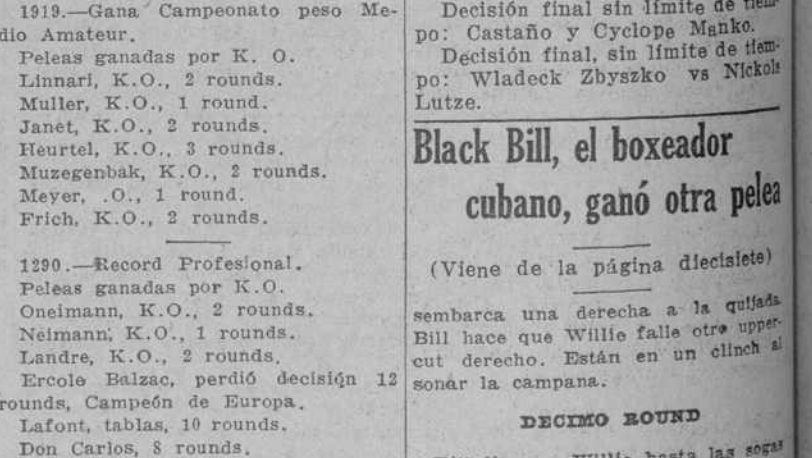 1919.—Gana Campeonato peso Me-
dio Amateur.
Peleas ganadas por K. O.
Linnari, K.O., 2 rounds.
Muller, K.O., 1 round.
Janet, K.O., 2 rounds.
Heurtel, K.O., 3 rounds.
Muzegenbak, K.O., 2 rounds.
Meyer, .O., 1 round.
Frich, K.O., 2 rounds.
1290.—Record Profesional.
Peleas ganadas por K.O.
Oneimann, K.O., 2 rounds.
Neimann, K.O., 1 rounds.
Landre, K.O., 2 rounds.
Ercole Balzac, perdió decisión 12
rounds, Campeón de Europa.
Lafont, tablas, 10 rounds.
Don Carlos, 8 rounds.
Decisión final sin límite de tiem-
po: Castaño y Cyclope Manko.
Decisión final, sin límite de tiem-
po: Wladeck Zbyszko vs Nickols
Lutze.
Black Bill, el boxeador
cubano, ganó otra pelea
(Viene de la página diecisiete)
sembarca una derecha a la quijada
Bill hace que Willie falle otro upper-
cut derecho. Están en un clinch al
sonar la campana.
DECIMO ROUND
Willie hasta las sogas